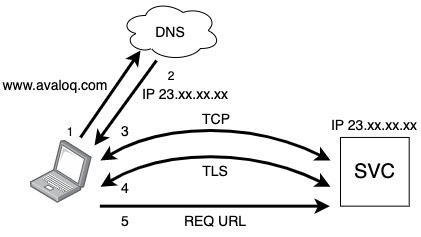 DNS
www.avaloq.com
2
IP 23.xx.xx.xx
1
3
TCP
IP 23.xx.xx.xx
SVC
TLS
4
5
REQ URL